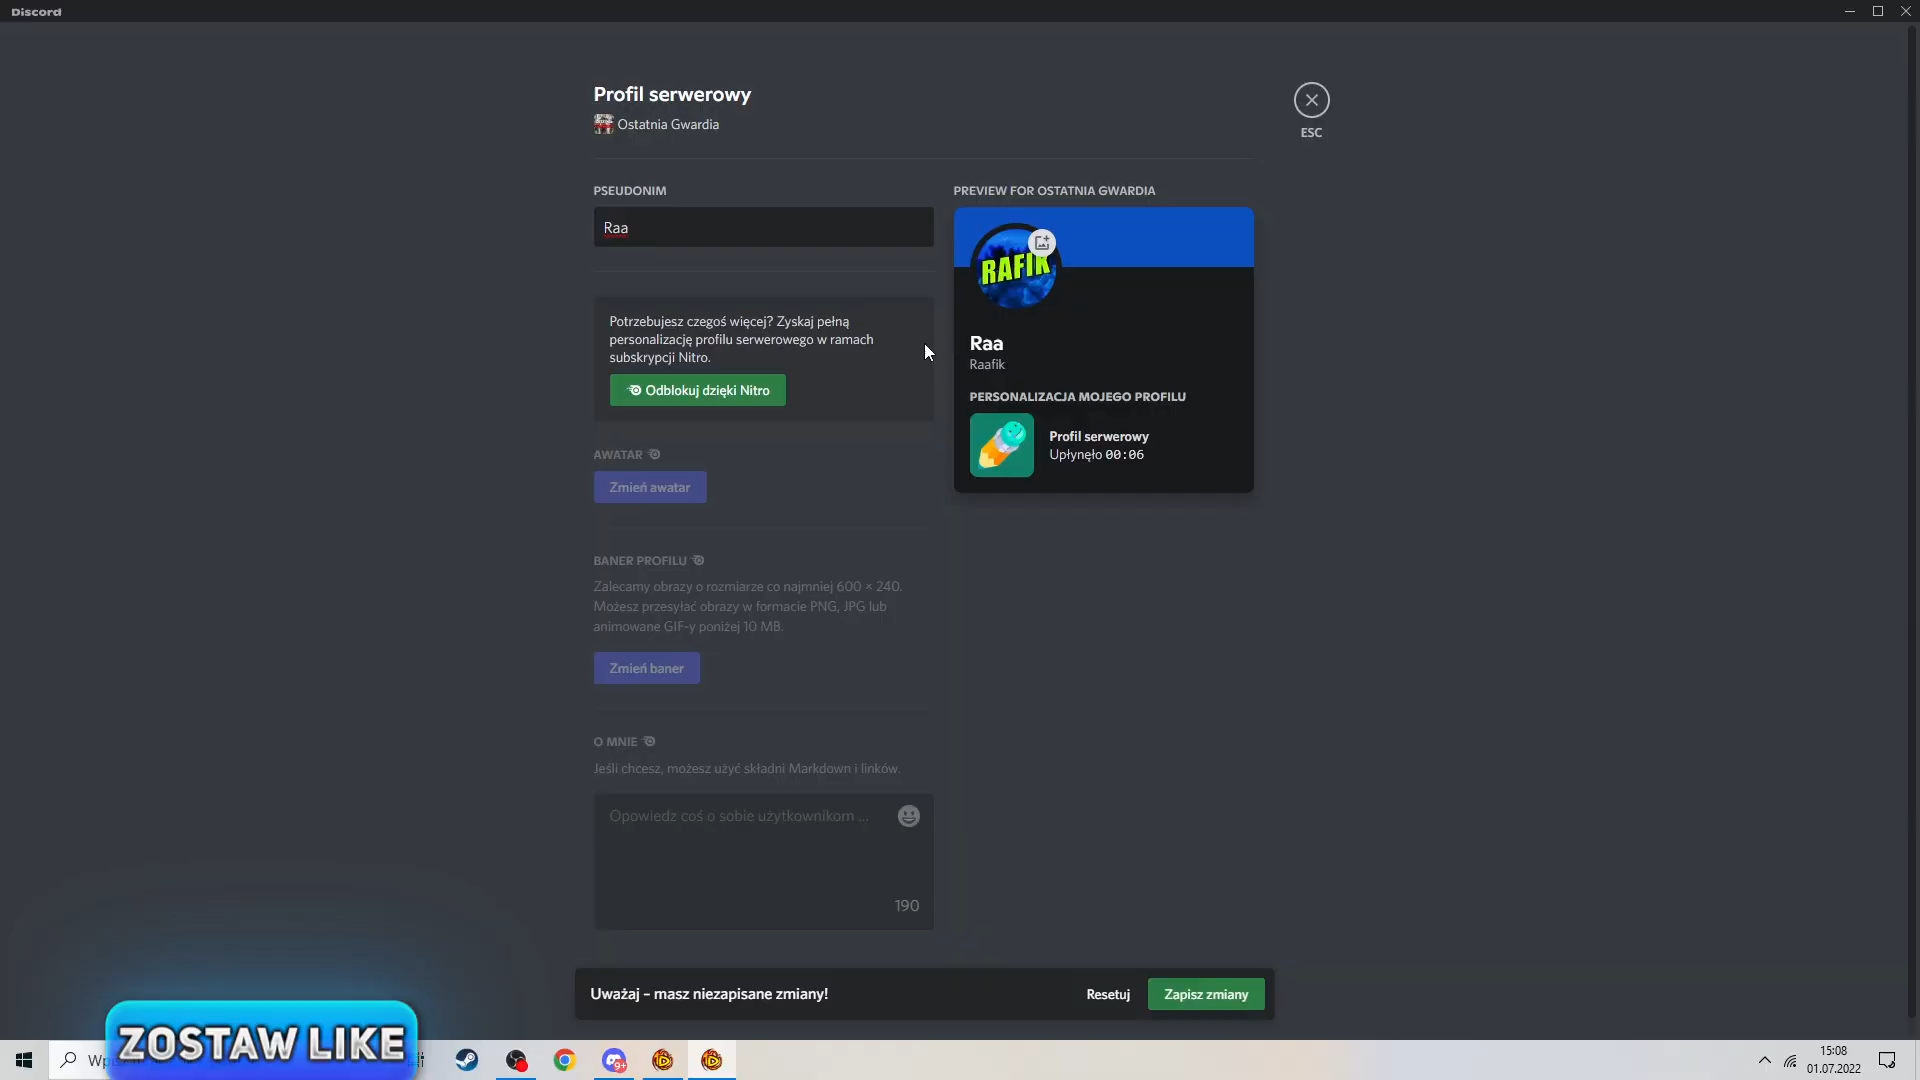 Discord
Profil serwerowy
Ostatnia Gwardia
ESC
PSEUDONIM
Raa
Potrzebujesz czegoś więcej? Zyskaj pełną
personalizację profilu serwerowego w ramach
subskrypcji Nitro.
Odblokuj dzięki Nitro
AWATAR
Zmień awatar
BANER PROFILU
Zalecamy obrazy o rozmiarze co najmniej 600 × 240.
Możesz przesyłać obrazy w formacie PNG, JPG lub
animowane GIF-y poniżej 10 MB.
Zmień baner
O MNIE
Jeśli chcesz, możesz użyć składni Markdown i linków.
Opowiedz coś o sobie użytkownikom ...
190
PREVIEW FOR OSTATNIA GWARDIA
RAFIK
Raa
Raafik
PERSONALIZACJA MOJEGO PROFILU
Profil serwerowy
Upłynęło 00:06
Uważaj – masz niezapisane zmiany!
Resetuj
Zapisz zmiany
ZOSTAW LIKE
9+
15:08
01.07.2022